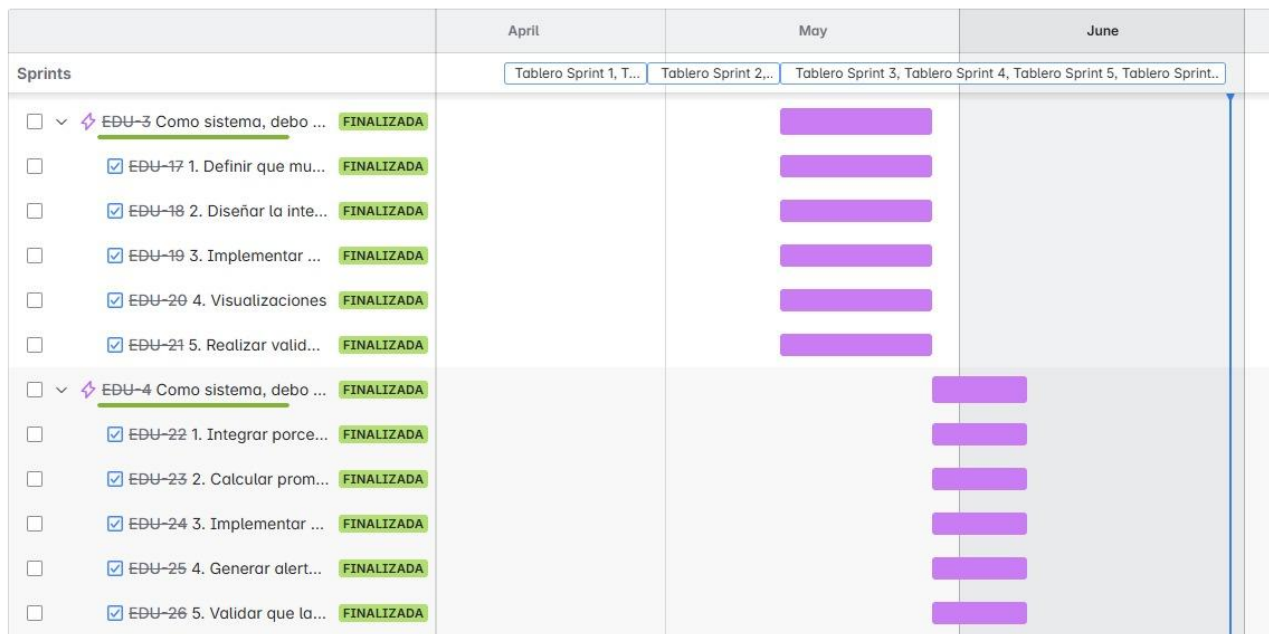 April May June
Sprints Tablero Sprint 1, T... Tablero Sprint 2,... Tablero Sprint 3, Tablero Sprint 4, Tablero Sprint 5, Tablero Sprint..
EDU-3 Como sistema, debo ... FINALIZADA
EDU-17 1. Definir que mu... FINALIZADA
EDU-18 2. Diseñar la inte... FINALIZADA
EDU-19 3. Implementar ... FINALIZADA
EDU-20 4. Visualizaciones FINALIZADA
EDU-21 5. Realizar valid... FINALIZADA
EDU-4 Como sistema, debo ... FINALIZADA
EDU-22 1. Integrar porce... FINALIZADA
EDU-23 2. Calcular prom... FINALIZADA
EDU-24 3. Implementar ... FINALIZADA
EDU-25 4. Generar alert... FINALIZADA
EDU-26 5. Validar que la... FINALIZADA